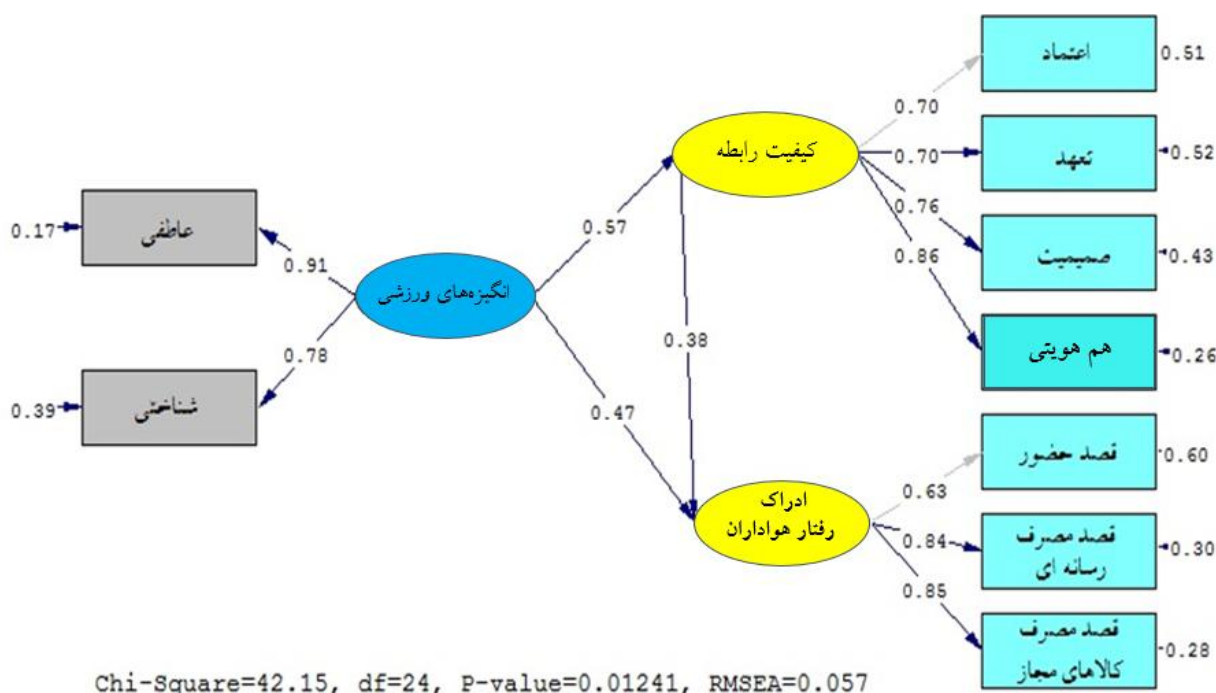 اعتماد
0.51
0.70
کیفیت رابطه
0.70
تعهد
0.52
عاطفی
0.17
0.91
0.57
0.76
صمیمیت
0.43
0.86
انگیزه‌های ورزشی
0.78
0.38
هم هویتی
0.26
شناختی
0.39
0.47
قصد حضور
0.60
0.63
ادراک
رفتار هواداران
0.84
قصد مصرف
رسانه ای
0.30
0.85
قصد مصرف
کالاهای مجاز
0.28
Chi-Square=42.15, df=24, P-value=0.01241, RMSEA=0.057